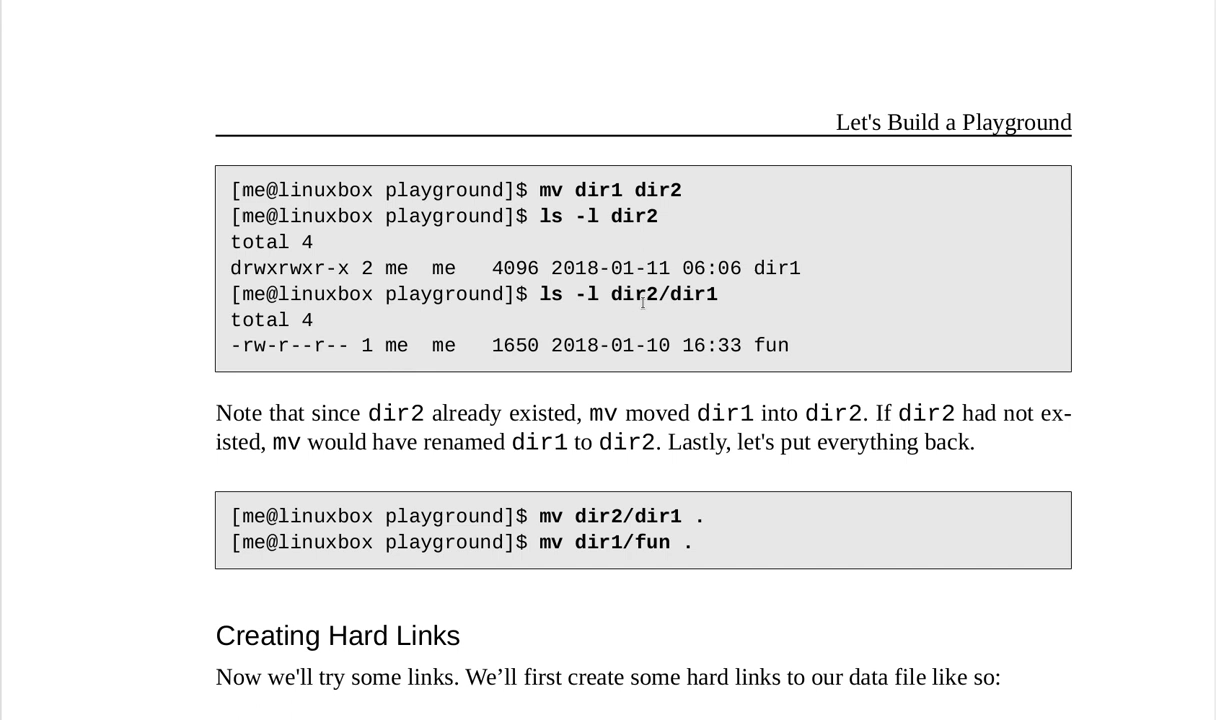 Let's Build a Playground
[me@linuxbox playground]$ mv dir1 dir2
[me@linuxbox playground]$ ls -l dir2
total 4
drwxrwxr-x 2 me  me   4096 2018-01-11 06:06 dir1
[me@linuxbox playground]$ ls -l dir2/dir1
total 4
-rw-r--r-- 1 me  me   1650 2018-01-10 16:33 fun
Note that since dir2 already existed, mv moved dir1 into dir2. If dir2 had not ex-
isted, mv would have renamed dir1 to dir2. Lastly, let's put everything back.
[me@linuxbox playground]$ mv dir2/dir1 .
[me@linuxbox playground]$ mv dir1/fun .
Creating Hard Links
Now we'll try some links. We’ll first create some hard links to our data file like so: